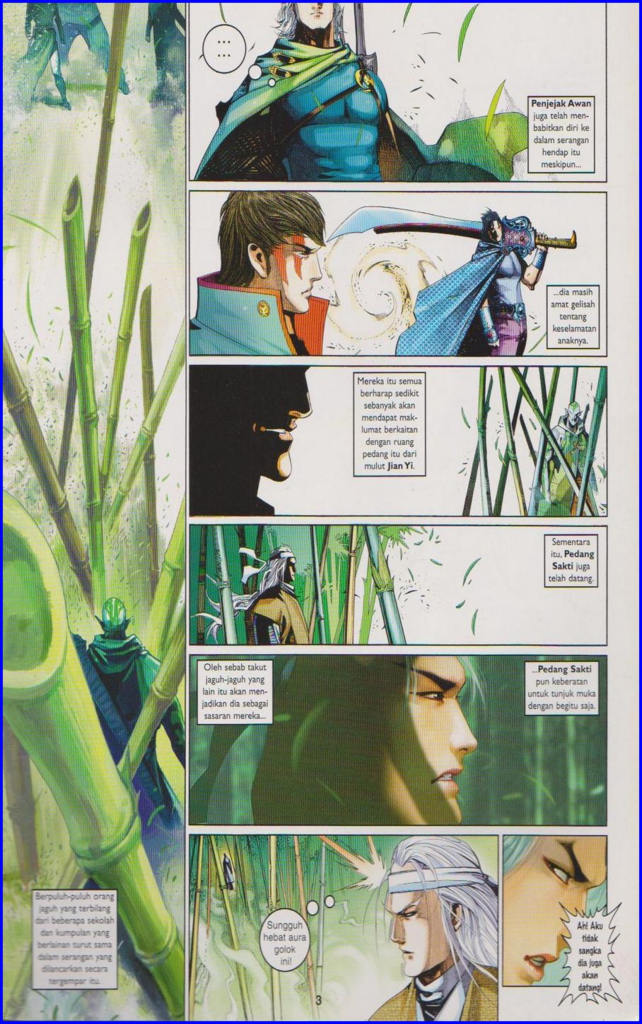 ...
...
Penjejak Awan
juga telah mem-
babitkan diri ke
dalam serangan
hendap itu
meskipun...
...dia masih
amat gelisah
tentang
keselamatan
anaknya.
Mereka itu semua
berharap sedikit
sebanyak akan
mendapat mak-
lumat berkaitan
dengan ruang
pedang itu dari
mulut Jian Yi.
Sementara
itu, Pedang
Sakti juga
telah datang.
Oleh sebab takut
jaguh-jaguh yang
lain itu akan men-
jadikan dia sebagai
sasaran mereka...
...Pedang Sakti
pun keberatan
untuk tunjuk muka
dengan begitu saja.
Berpuluh-puluh orang
jaguh yang terbilang
dari beberapa sekolah
dan kumpulan yang
berlainan turut sama
dalam serangan yang
dilancarkan secara
tergempar itu.
Sungguh
hebat aura
golok
ini!
Ah! Aku
tidak
sangka
dia juga
akan
datang!
3